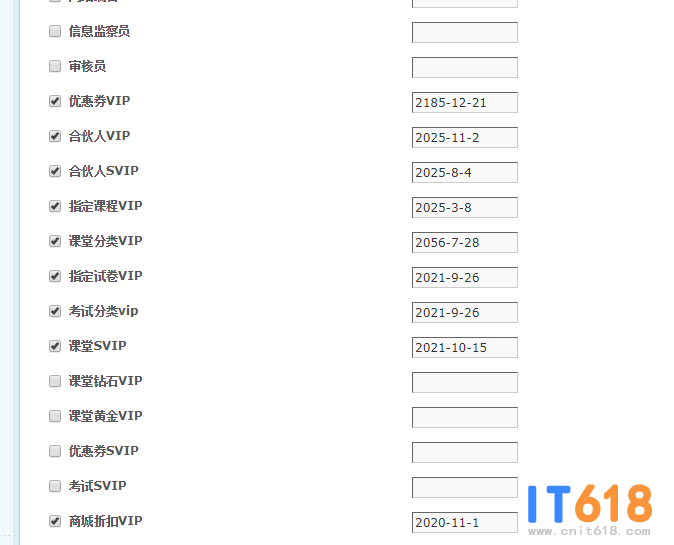 信息监察员
审核员
优惠券VIP 2185-12-21
合伙人VIP 2025-11-2
合伙人SVIP 2025-8-4
指定课程VIP 2025-3-8
课堂分类VIP 2056-7-28
指定试卷VIP 2021-9-26
考试分类vip 2021-9-26
课堂SVIP 2021-10-15
课堂钻石VIP
课堂黄金VIP
优惠券SVIP
考试SVIP
商城折扣VIP 2020-11-1
IT618
www.cnit618.com